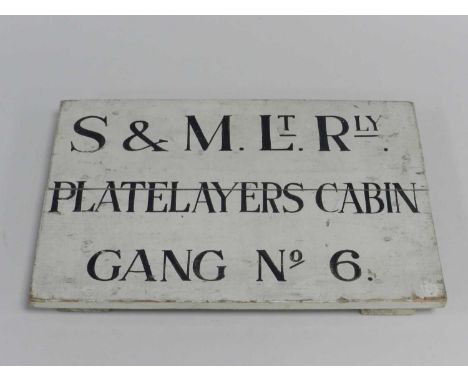 S & M. Lᵀ. Rᴸʸ.
PLATELAYERS CABIN
GANG Nº 6.